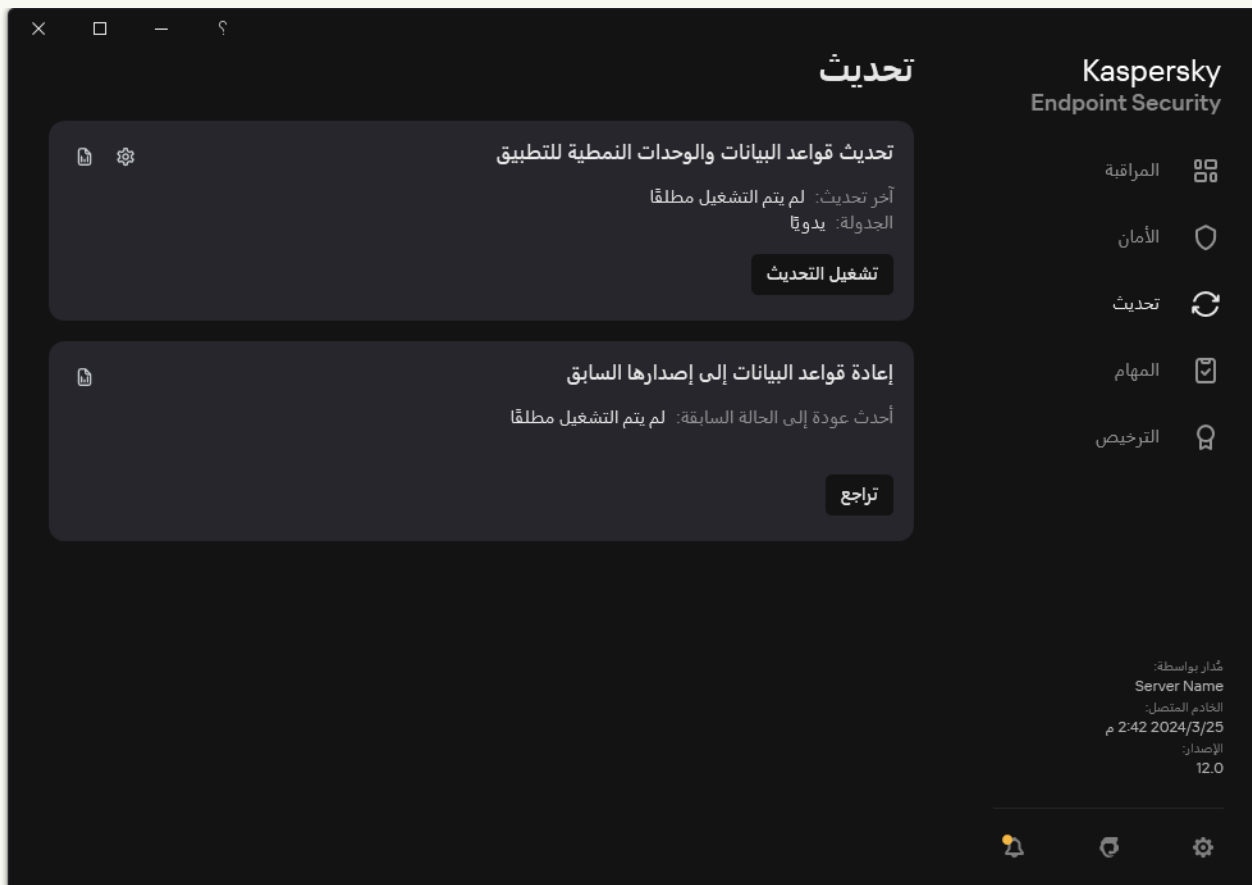 ؟
Kaspersky
Endpoint Security
المراقبة
الأمان
تحديث
المهام
الترخيص
مُدار بواسطة:
Server Name
الخادم المتصل:
2024/3/25 2:42 م
الإصدار:
12.0
تحديث
تحديث قواعد البيانات والوحدات النمطية للتطبيق
آخر تحديث: لم يتم التشغيل مطلقًا
الجدولة: يدويًا
تشغيل التحديث
إعادة قواعد البيانات إلى إصدارها السابق
أحدث عودة إلى الحالة السابقة: لم يتم التشغيل مطلقًا
تراجع